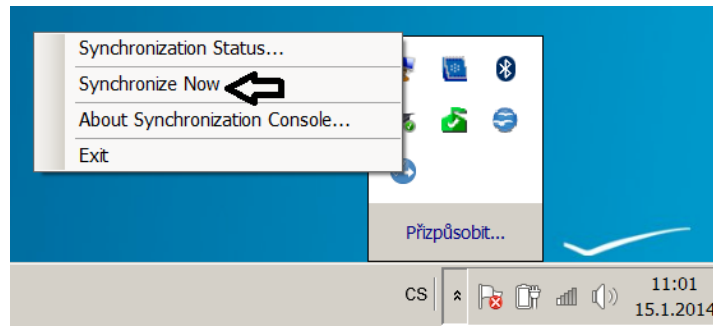 Synchronization Status...
Synchronize Now
About Synchronization Console...
Exit
Přizpůsobit...
CS
11:01
15.1.2014